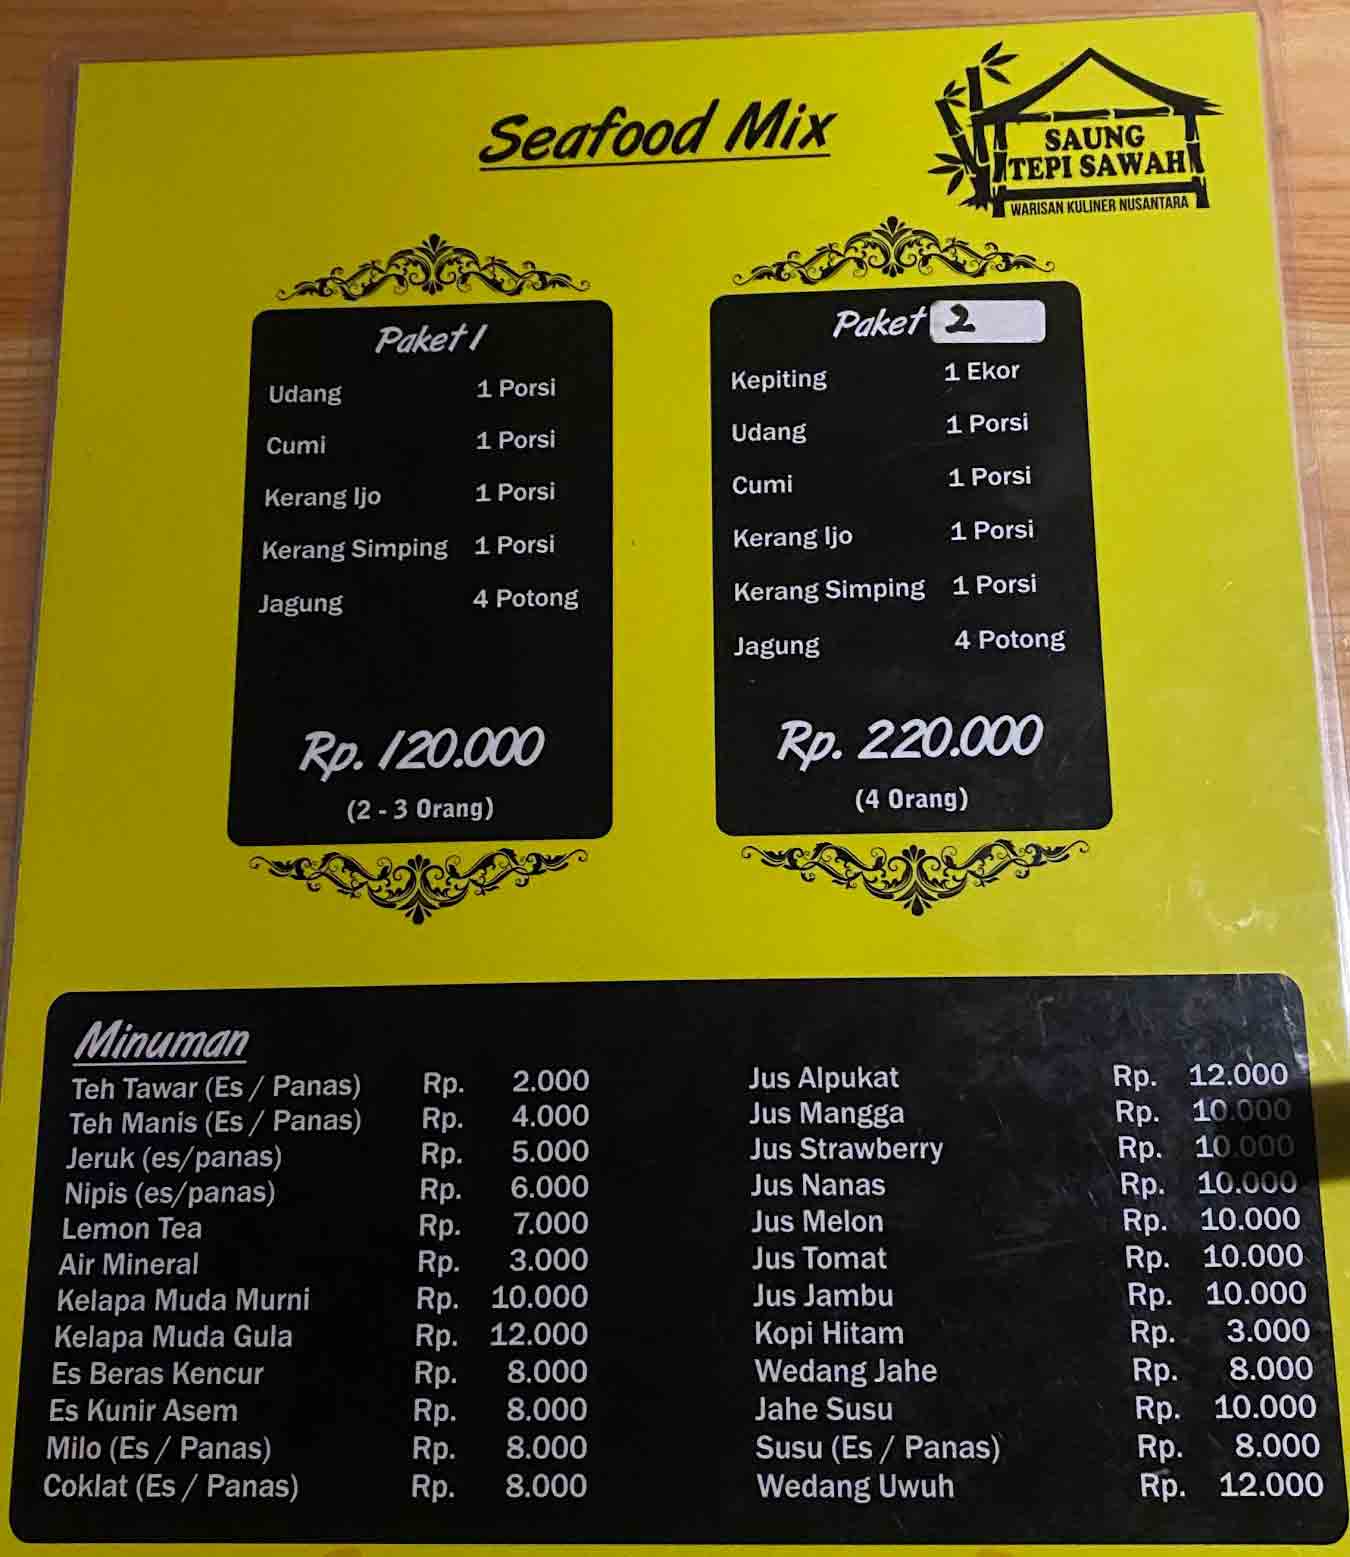 Seafood Mix
SAUNG
TEPI SAWAH
WARISAN KULINER NUSANTARA
Paket 1
Udang 1 Porsi
Cumi 1 Porsi
Kerang Ijo 1 Porsi
Kerang Simping 1 Porsi
Jagung 4 Potong
Rp. 120.000
(2 - 3 Orang)
Paket 2
Kepiting 1 Ekor
Udang 1 Porsi
Cumi 1 Porsi
Kerang Ijo 1 Porsi
Kerang Simping 1 Porsi
Jagung 4 Potong
Rp. 220.000
(4 Orang)
Minuman
Teh Tawar (Es / Panas) Rp. 2.000
Teh Manis (Es / Panas) Rp. 4.000
Jeruk (es/panas) Rp. 5.000
Nipis (es/panas) Rp. 6.000
Lemon Tea Rp. 7.000
Air Mineral Rp. 3.000
Kelapa Muda Murni Rp. 10.000
Kelapa Muda Gula Rp. 12.000
Es Beras Kencur Rp. 8.000
Es Kunir Asem Rp. 8.000
Milo (Es / Panas) Rp. 8.000
Coklat (Es / Panas) Rp. 8.000
Jus Alpukat Rp. 12.000
Jus Mangga Rp. 10.000
Jus Strawberry Rp. 10.000
Jus Nanas Rp. 10.000
Jus Melon Rp. 10.000
Jus Tomat Rp. 10.000
Jus Jambu Rp. 10.000
Kopi Hitam Rp. 3.000
Wedang Jahe Rp. 8.000
Jahe Susu Rp. 10.000
Susu (Es / Panas) Rp. 8.000
Wedang Uwuh Rp. 12.000